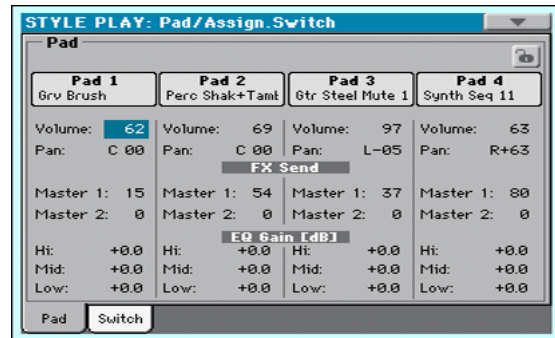 STYLE PLAY: Pad/Assign.Switch
Pad
Pad 1 Pad 2 Pad 3 Pad 4
Grv Brush Perc Shak+Tamb Gtr Steel Mute 1 Synth Seq 11
Volume: 62 Volume: 69 Volume: 97 Volume: 63
Pan: C 00 Pan: C 00 Pan: L-05 Pan: R+63
FX Send
Master 1: 15 Master 1: 54 Master 1: 37 Master 1: 80
Master 2: 0 Master 2: 0 Master 2: 0 Master 2: 0
EQ Gain [dB]
Hi: +0.0 Hi: +0.0 Hi: +0.0 Hi: +0.0
Mid: +0.0 Mid: +0.0 Mid: +0.0 Mid: +0.0
Low: +0.0 Low: +0.0 Low: +0.0 Low: +0.0
Pad Switch